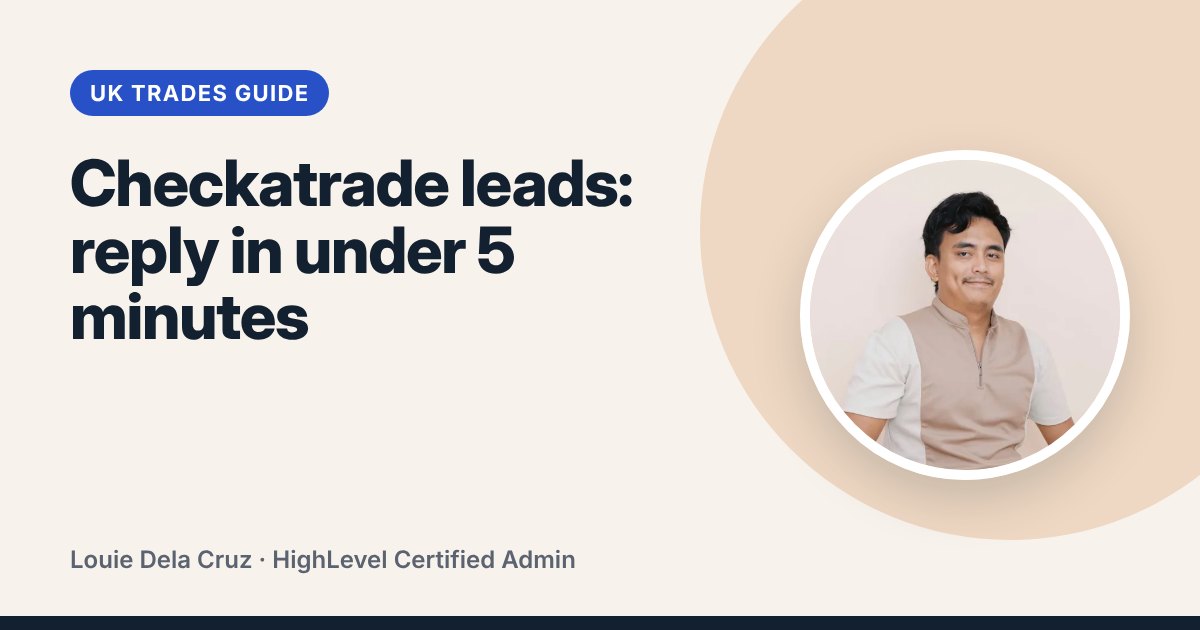 UK TRADES GUIDE
Checkatrade leads:
reply in under 5
minutes
Louie Dela Cruz · HighLevel Certified Admin